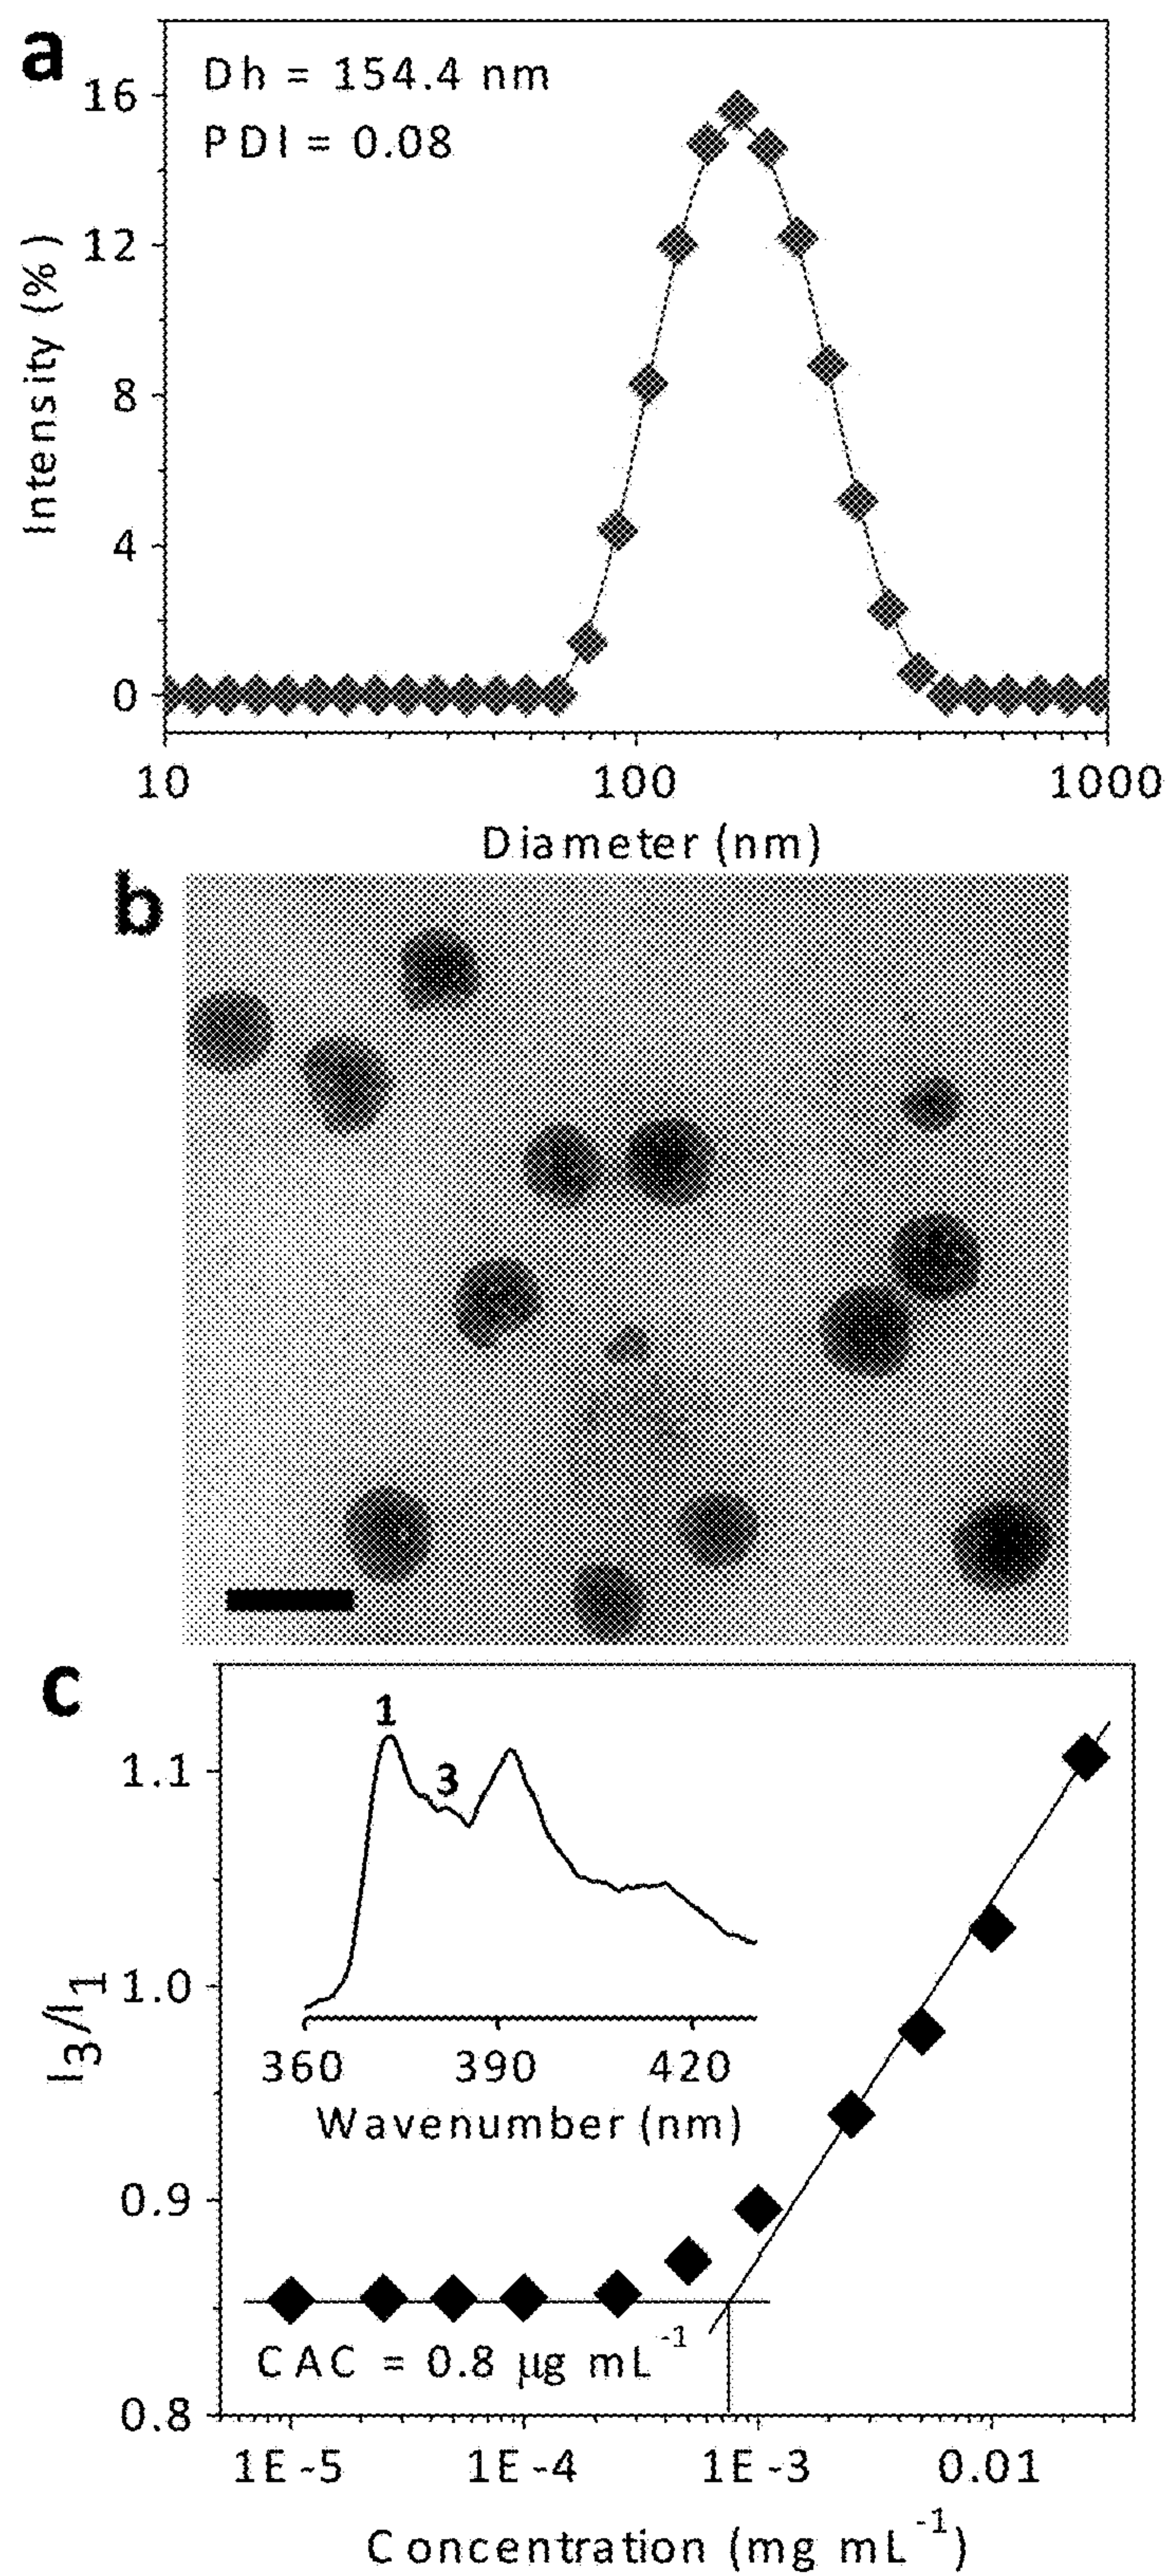 a
Dh = 154.4 nm
PDI = 0.08
16
12
8
4
0
Intensity (%)
10 100 1000
Diameter (nm)
b
c
1
3
1.1
1.0
0.9
0.8
I3/I1
360 390 420
Wavenumber (nm)
CAC = 0.8 μg mL-1
1E-5 1E-4 1E-3 0.01
Concentration (mg mL-1)